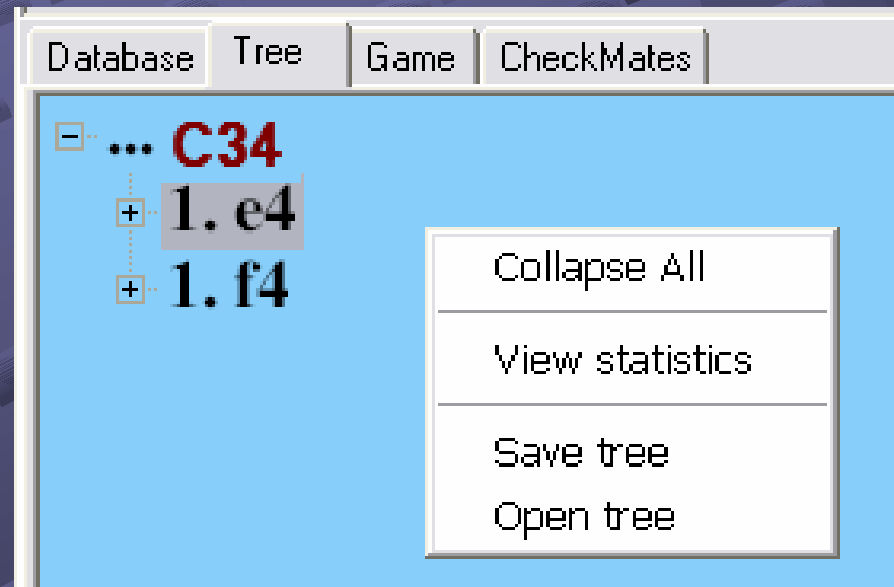 Database Tree Game CheckMates
... C34
1. e4
1. f4
Collapse All
View statistics
Save tree
Open tree